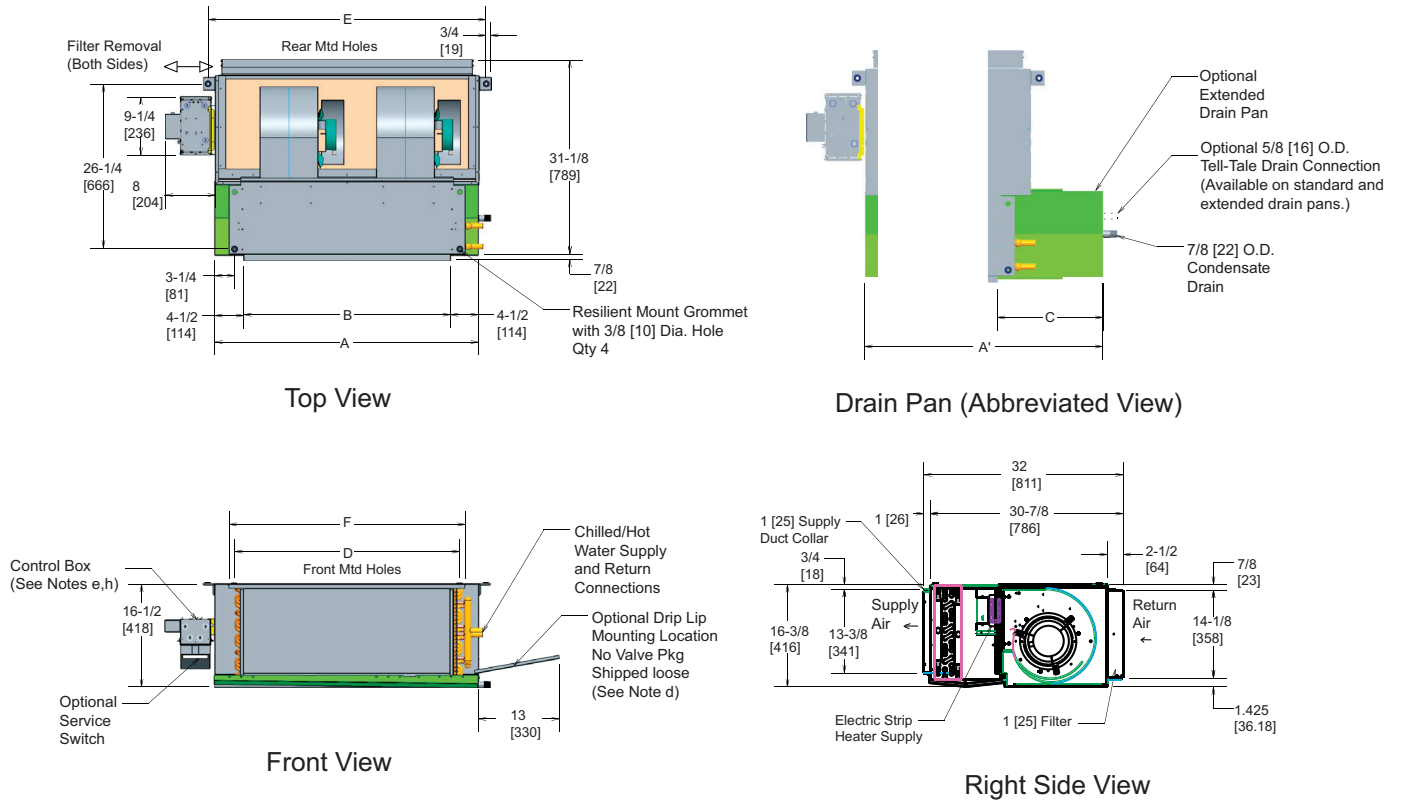 E
Filter Removal
(Both Sides)
Rear Mtd Holes
3/4
[19]
9-1/4
[236]
26-1/4
[666]
8
[204]
31-1/8
[789]
3-1/4
[81]
4-1/2
[114]
B
A
4-1/2
[114]
7/8
[22]
Resilient Mount Grommet
with 3/8 [10] Dia. Hole
Qty 4
Top View
Optional
Extended
Drain Pan
Optional 5/8 [16] O.D.
Tell-Tale Drain Connection
(Available on standard and
extended drain pans.)
7/8 [22] O.D.
Condensate
Drain
C
A'
Drain Pan (Abbreviated View)
F
D
Front Mtd Holes
Control Box
(See Notes e,h)
16-1/2
[418]
Optional
Service
Switch
Chilled/Hot
Water Supply
and Return
Connections
Optional Drip Lip
Mounting Location
No Valve Pkg
Shipped loose
(See Note d)
13
[330]
Front View
32
[811]
1 [26]
30-7/8
[786]
1 [25] Supply
Duct Collar
2-1/2
[64]
3/4
[18]
7/8
[23]
Supply
Air
Return
Air
16-3/8
[416]
13-3/8
[341]
14-1/8
[358]
Electric Strip
Heater Supply
1 [25] Filter
1.425
[36.18]
Right Side View